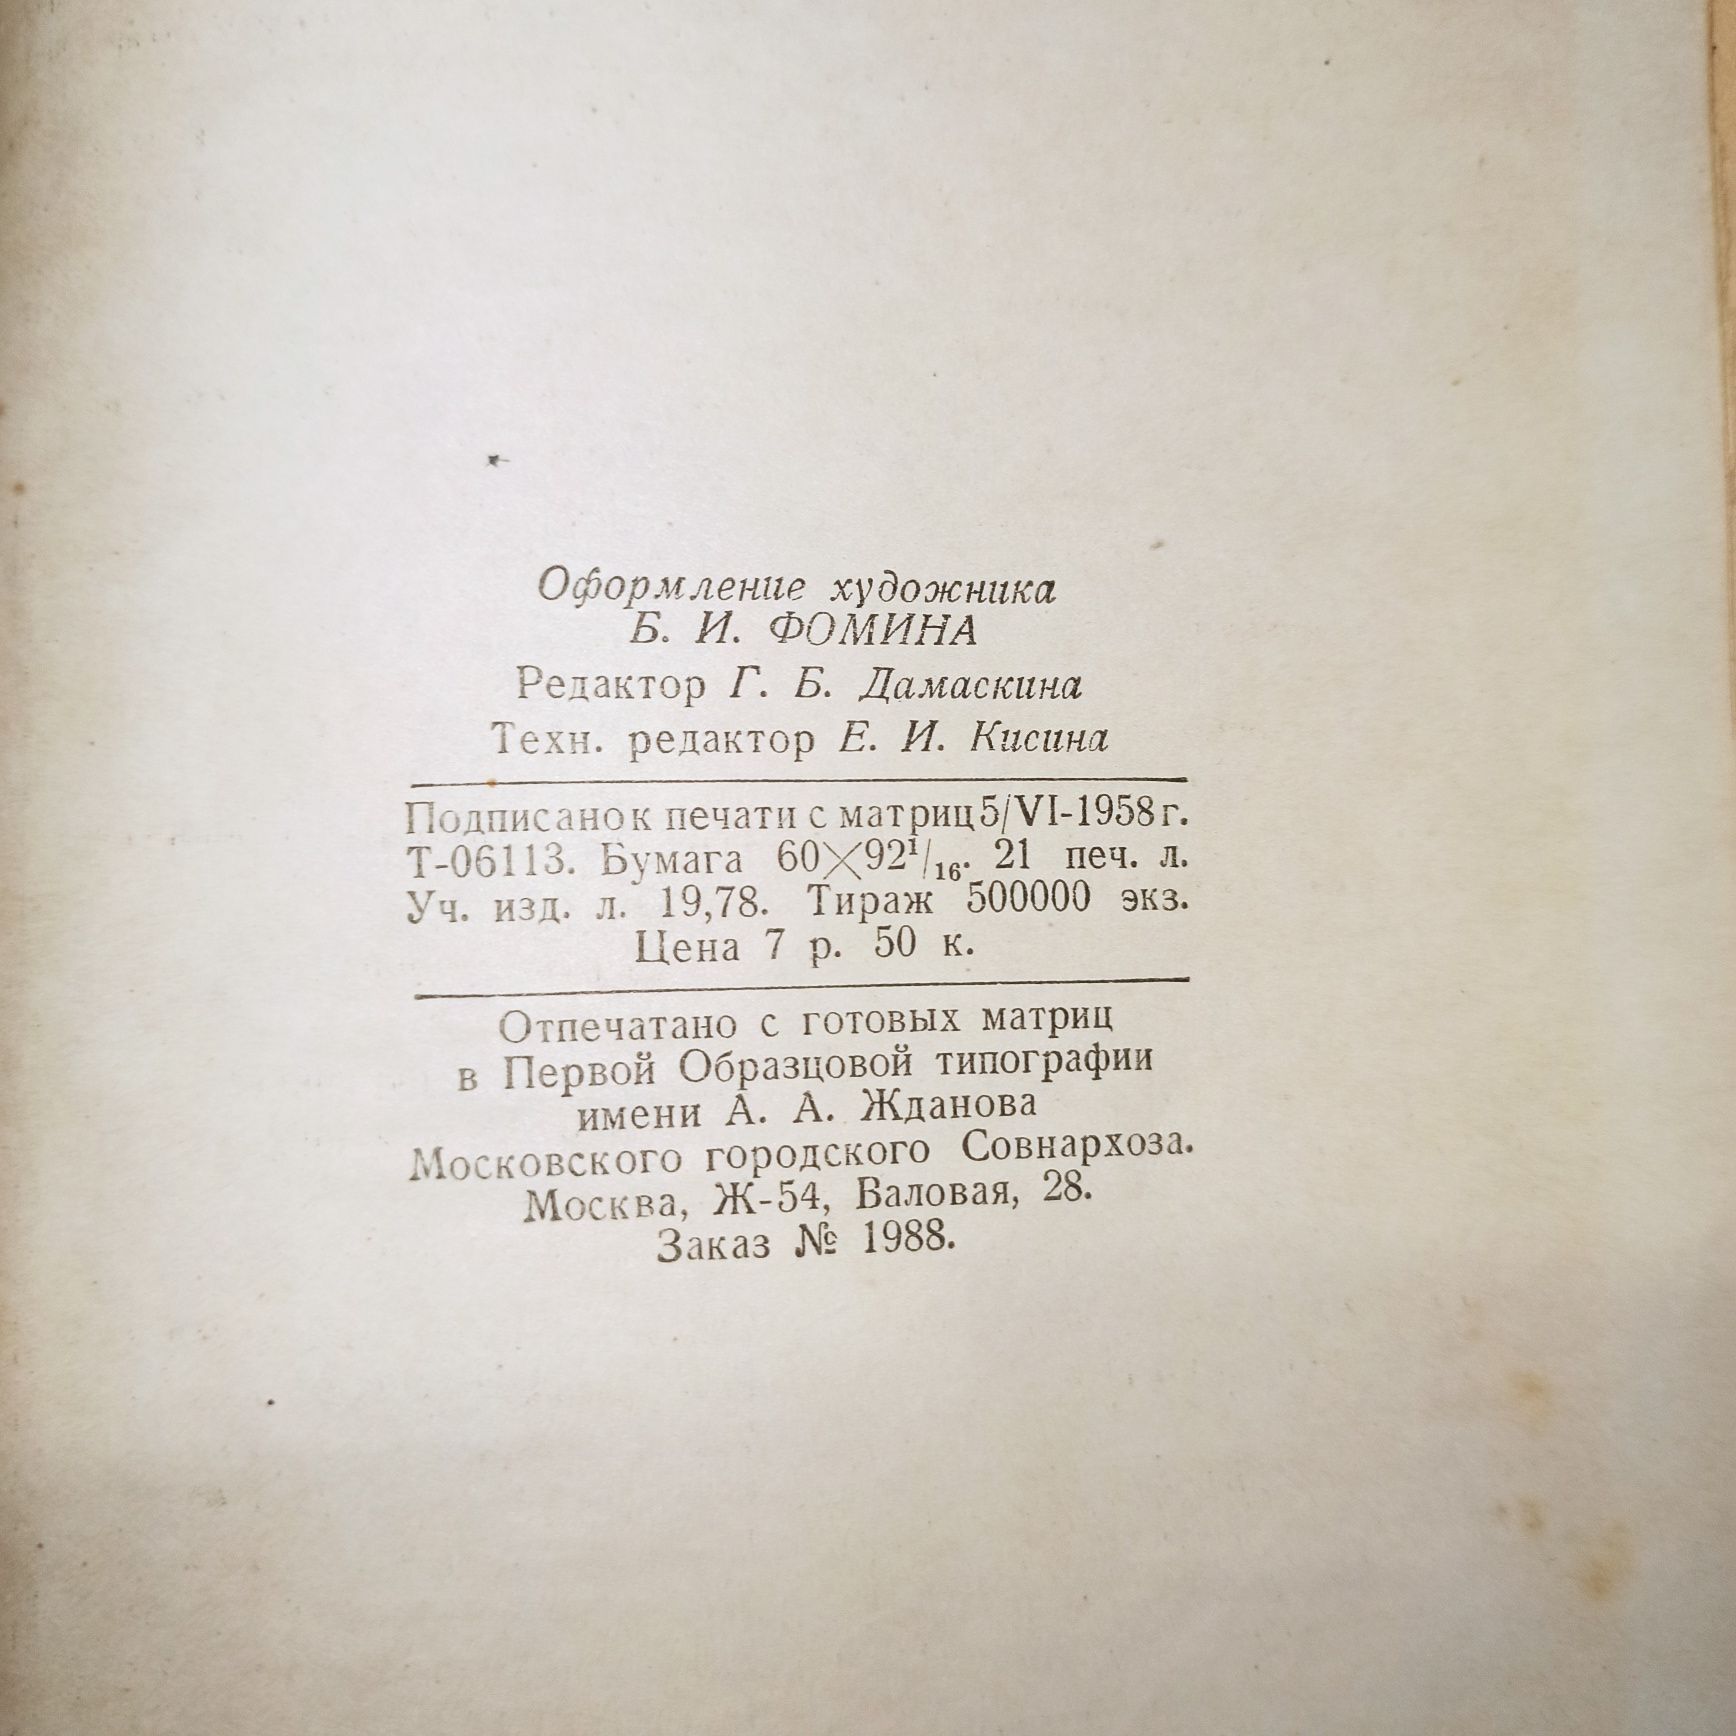 Оформление художника
Б. И. ФОМИНА
Редактор Г. Б. Дамаскина
Техн. редактор Е. И. Кисина
Подписано к печати с матриц 5/VI-1958 г.
Т-06113. Бумага 60×92¹/₁₆. 21 печ. л.
Уч. изд. л. 19,78. Тираж 500000 экз.
Цена 7 р. 50 к.
Отпечатано с готовых матриц
в Первой Образцовой типографии
имени А. А. Жданова
Московского городского Совнархоза.
Москва, Ж-54, Валовая, 28.
Заказ № 1988.